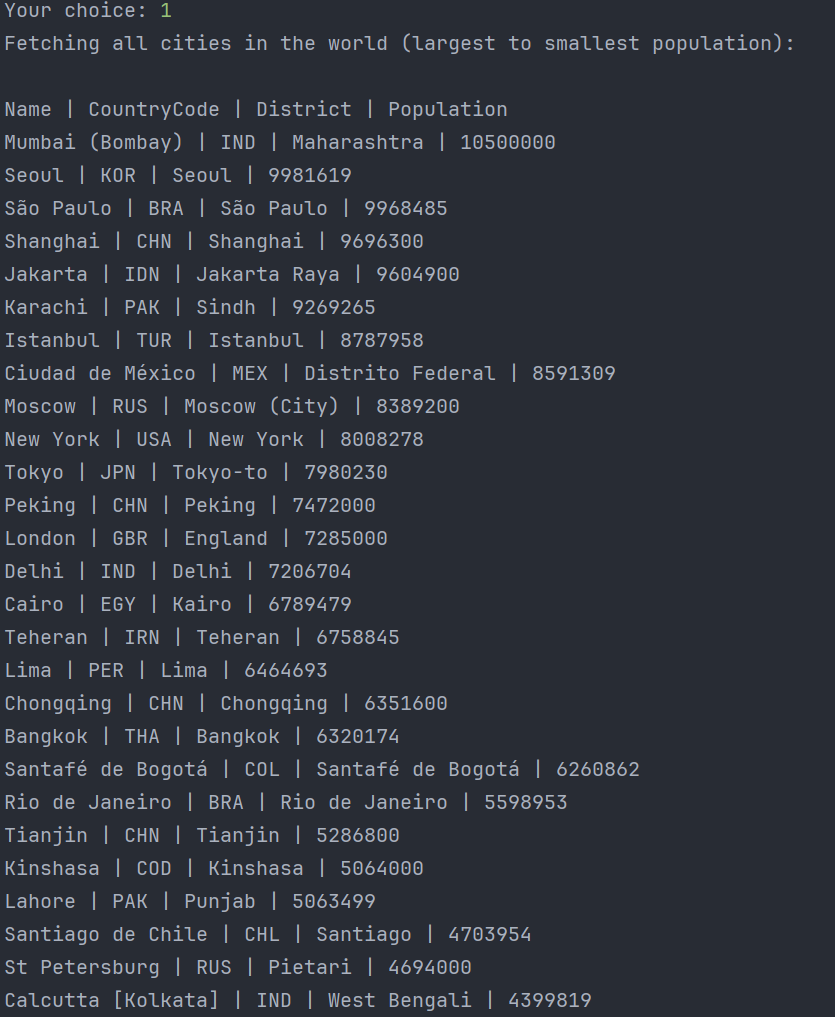 Your choice: 1
Fetching all cities in the world (largest to smallest population):
Name | CountryCode | District | Population
Mumbai (Bombay) | IND | Maharashtra | 10500000
Seoul | KOR | Seoul | 9981619
São Paulo | BRA | São Paulo | 9968485
Shanghai | CHN | Shanghai | 9696300
Jakarta | IDN | Jakarta Raya | 9604900
Karachi | PAK | Sindh | 9269265
Istanbul | TUR | Istanbul | 8787958
Ciudad de México | MEX | Distrito Federal | 8591309
Moscow | RUS | Moscow (City) | 8389200
New York | USA | New York | 8008278
Tokyo | JPN | Tokyo-to | 7980230
Peking | CHN | Peking | 7472000
London | GBR | England | 7285000
Delhi | IND | Delhi | 7206704
Cairo | EGY | Kairo | 6789479
Teheran | IRN | Teheran | 6758845
Lima | PER | Lima | 6464693
Chongqing | CHN | Chongqing | 6351600
Bangkok | THA | Bangkok | 6320174
Santafé de Bogotá | COL | Santafé de Bogotá | 6260862
Rio de Janeiro | BRA | Rio de Janeiro | 5598953
Tianjin | CHN | Tianjin | 5286800
Kinshasa | COD | Kinshasa | 5064000
Lahore | PAK | Punjab | 5063499
Santiago de Chile | CHL | Santiago | 4703954
St Petersburg | RUS | Pietari | 4694000
Calcutta [Kolkata] | IND | West Bengali | 4399819